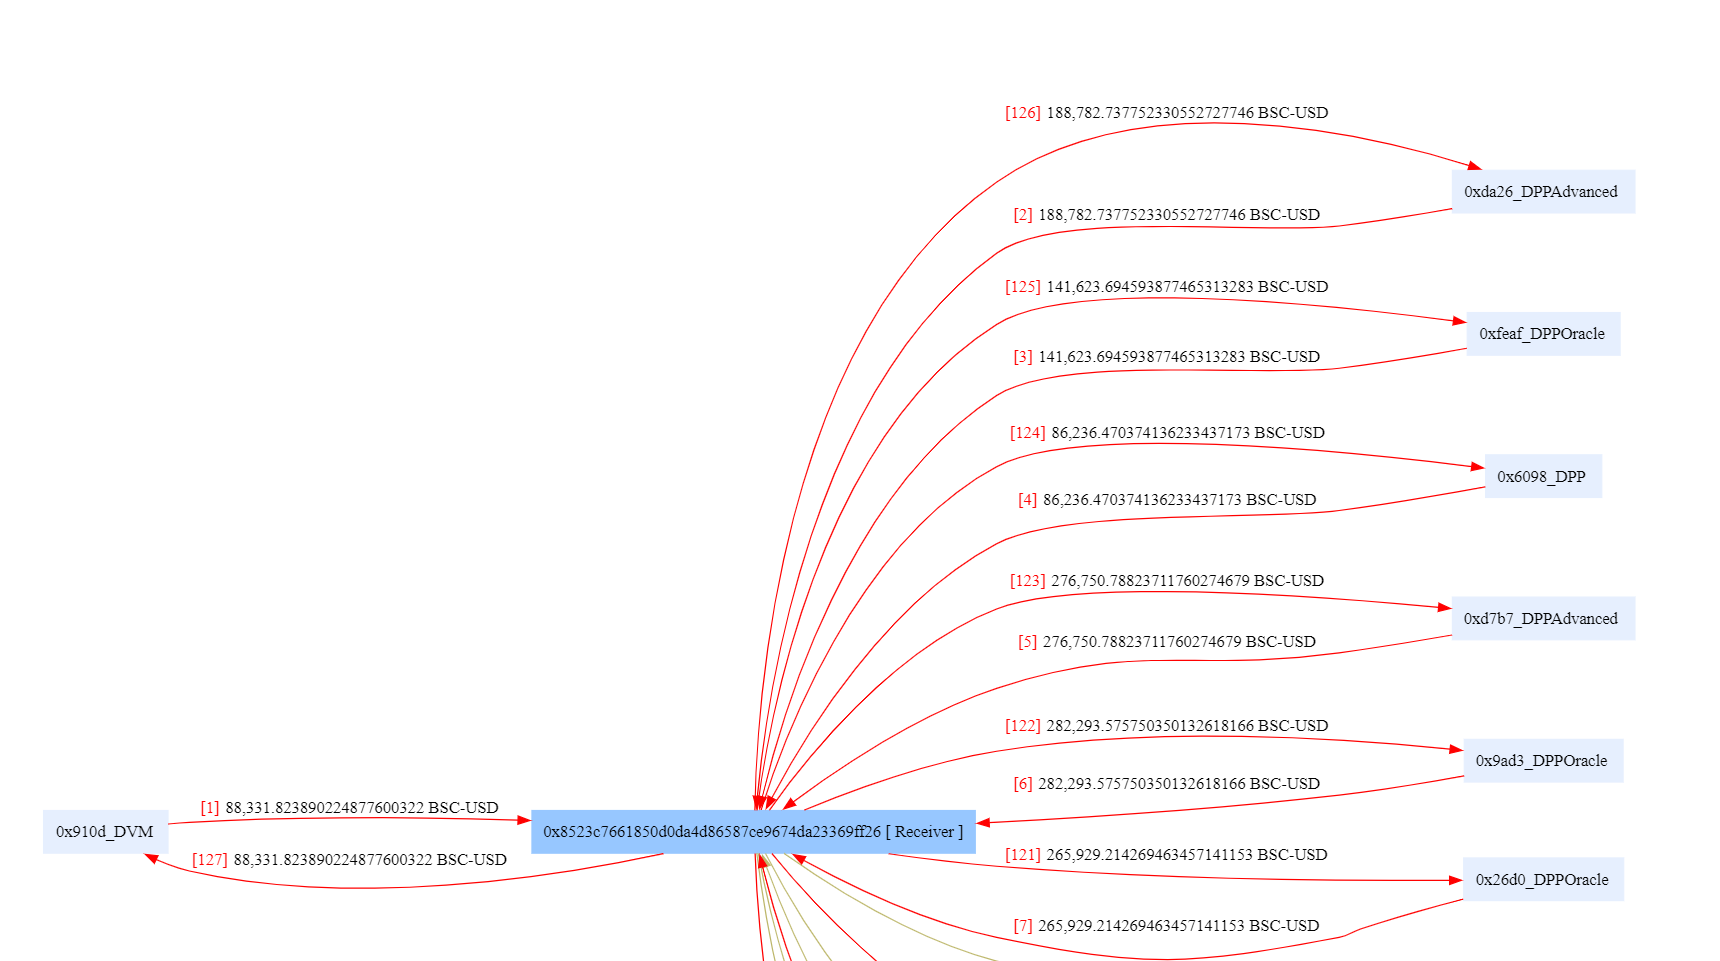 [126] 188,782.737752330552727746 BSC-USD
0xda26_DPPAdvanced
[2] 188,782.737752330552727746 BSC-USD
[125] 141,623.694593877465313283 BSC-USD
0xfeaf_DPPOracle
[3] 141,623.694593877465313283 BSC-USD
[124] 86,236.470374136233437173 BSC-USD
0x6098_DPP
[4] 86,236.470374136233437173 BSC-USD
[123] 276,750.78823711760274679 BSC-USD
0xd7b7_DPPAdvanced
[5] 276,750.78823711760274679 BSC-USD
[122] 282,293.575750350132618166 BSC-USD
0x9ad3_DPPOracle
[6] 282,293.575750350132618166 BSC-USD
[1] 88,331.823890224877600322 BSC-USD
0x910d_DVM
0x8523c7661850d0da4d86587ce9674da23369ff26 [ Receiver ]
[127] 88,331.823890224877600322 BSC-USD
[121] 265,929.214269463457141153 BSC-USD
0x26d0_DPPOracle
[7] 265,929.214269463457141153 BSC-USD